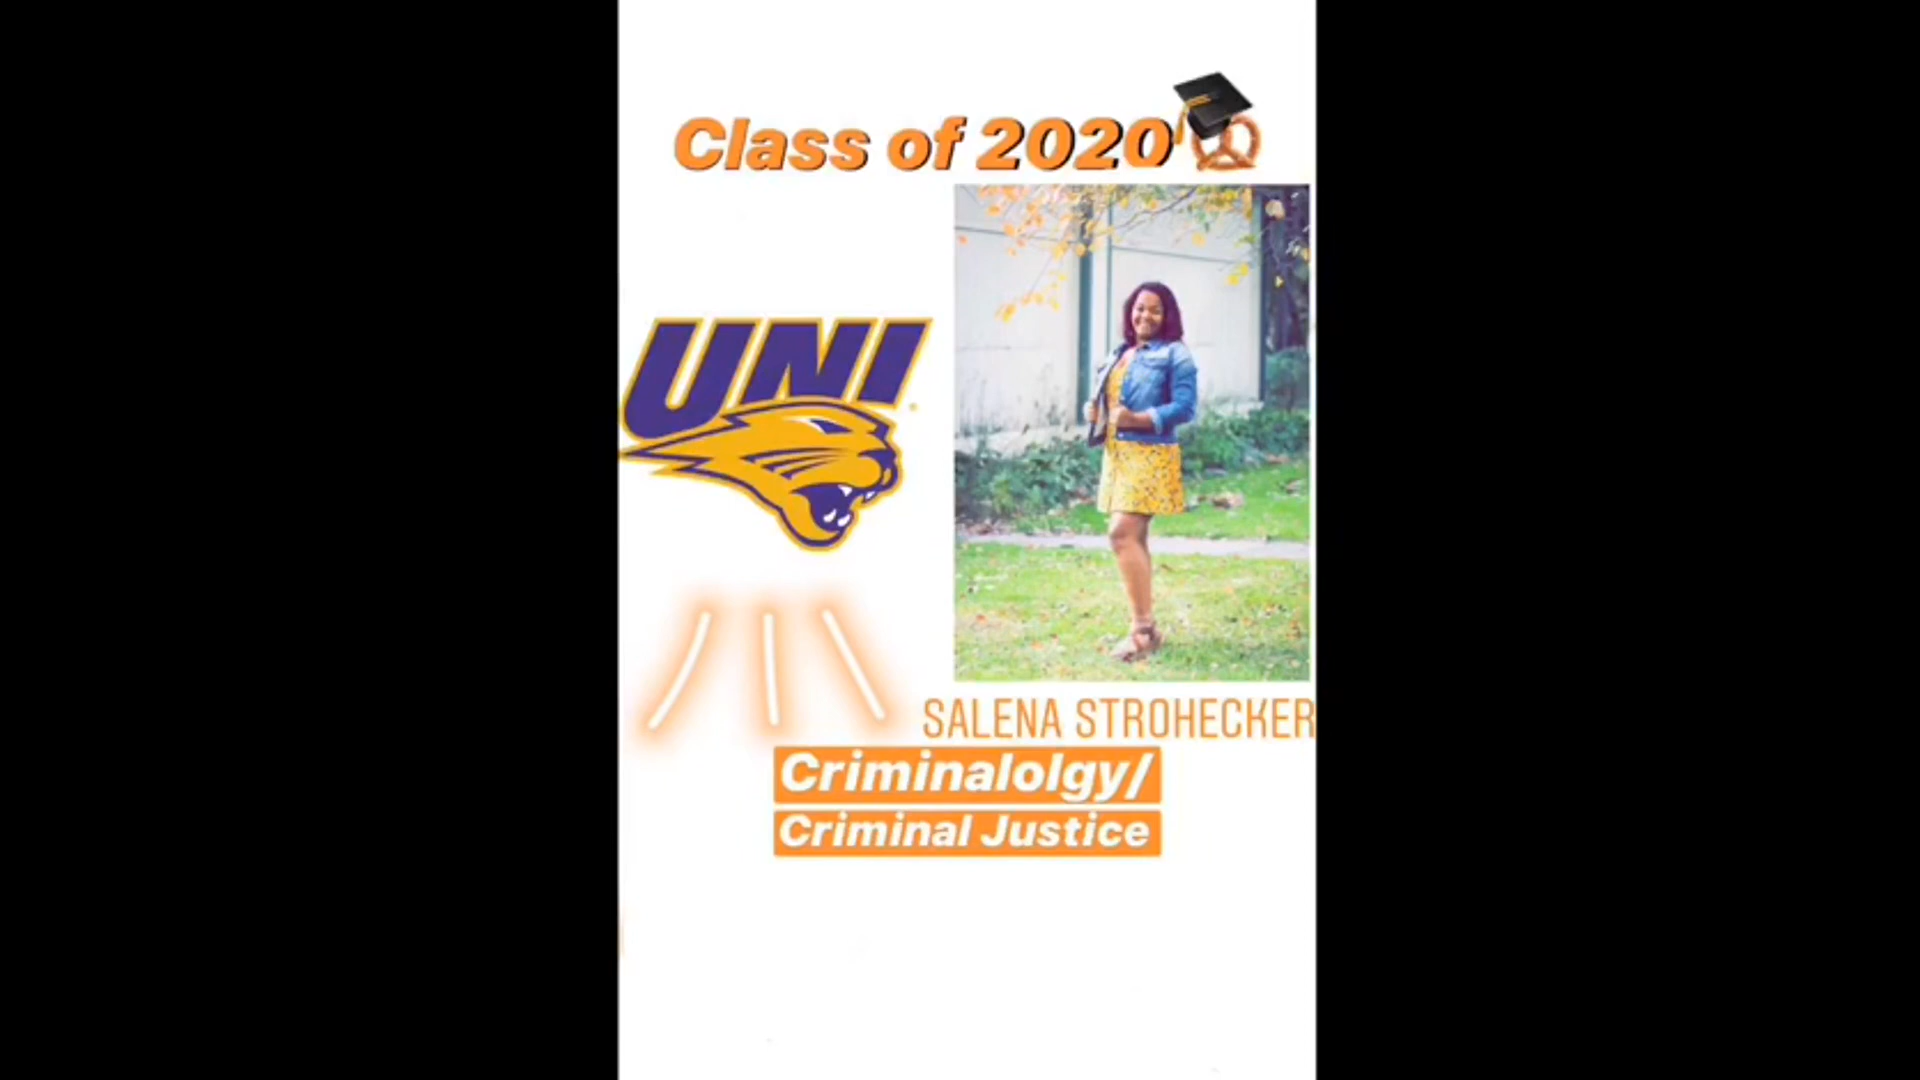 Class of 2020
UNI
SALENA STROHECKER
Criminalolgy/
Criminal Justice